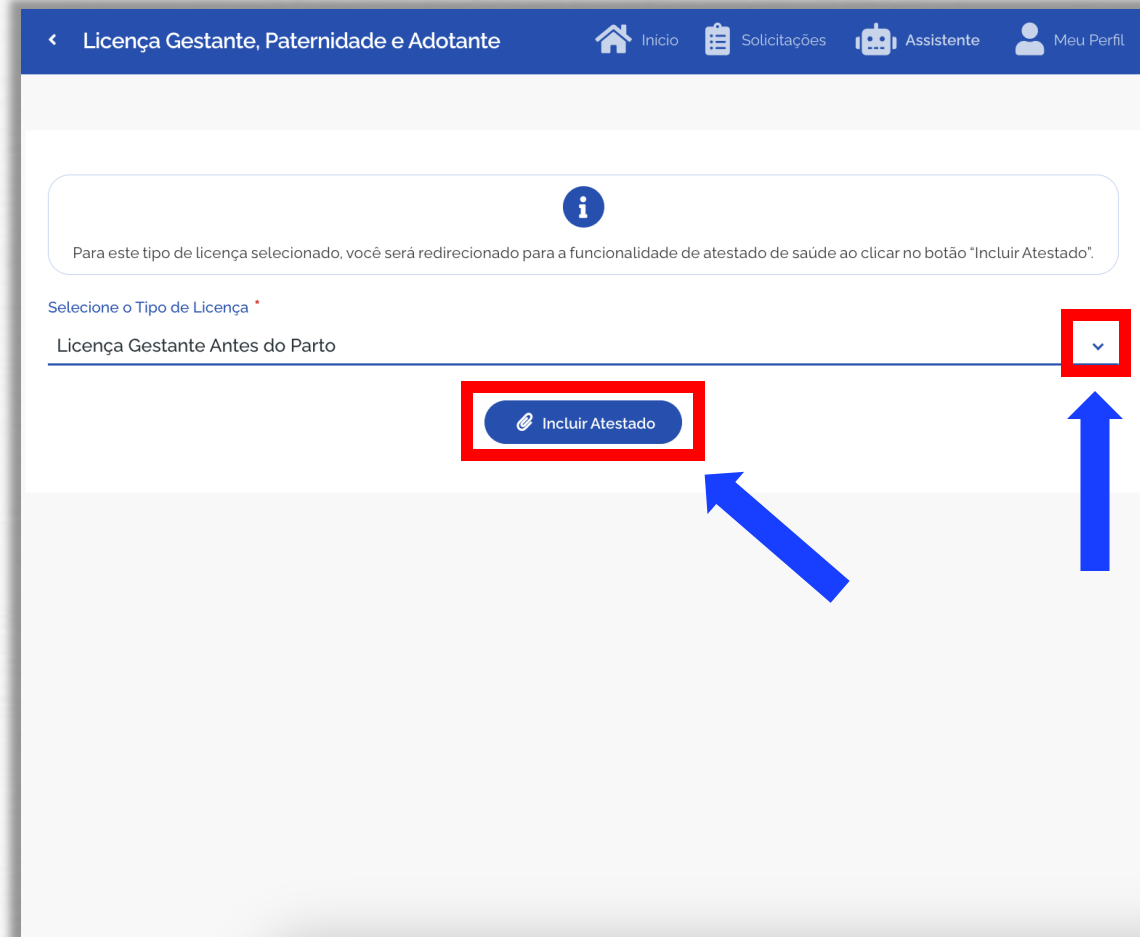 Licença Gestante, Paternidade e Adotante
Início
Solicitações
Assistente
Meu Perfil
Para este tipo de licença selecionado, você será redirecionado para a funcionalidade de atestado de saúde ao clicar no botão “Incluir Atestado”.
Selecione o Tipo de Licença *
Licença Gestante Antes do Parto
Incluir Atestado